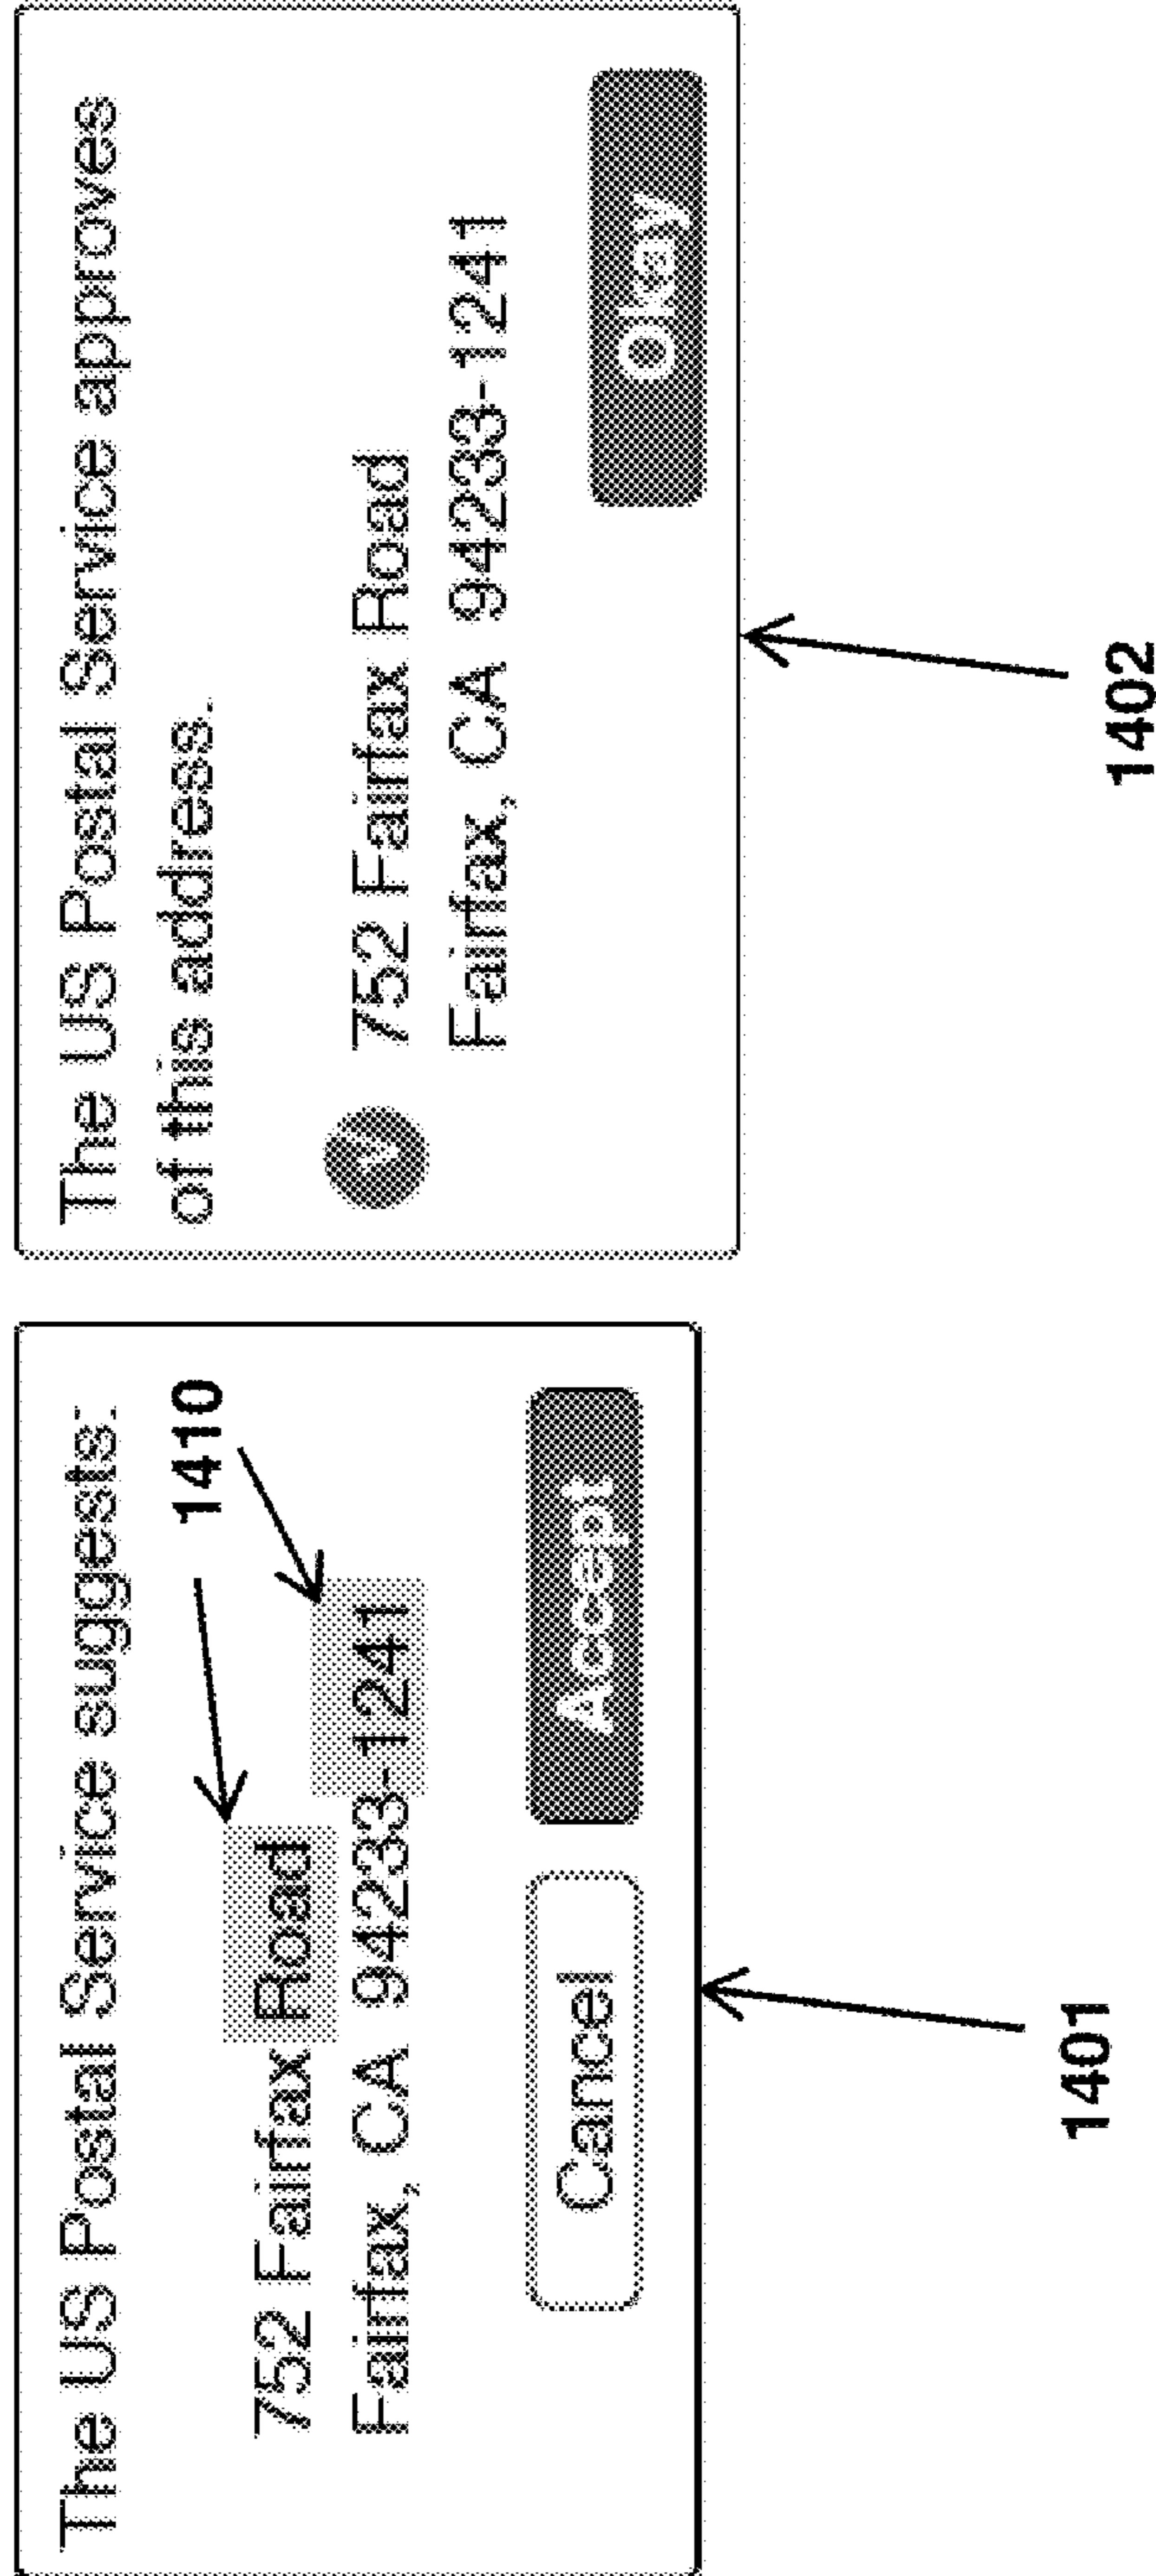 The US Postal Service suggests:
1410
752 Fairfax Road
Fairfax, CA 94233-1241
Cancel
Accept
1401
The US Postal Service approves
of this address.
V
752 Fairfax Road
Fairfax, CA 94233-1241
Okay
1402